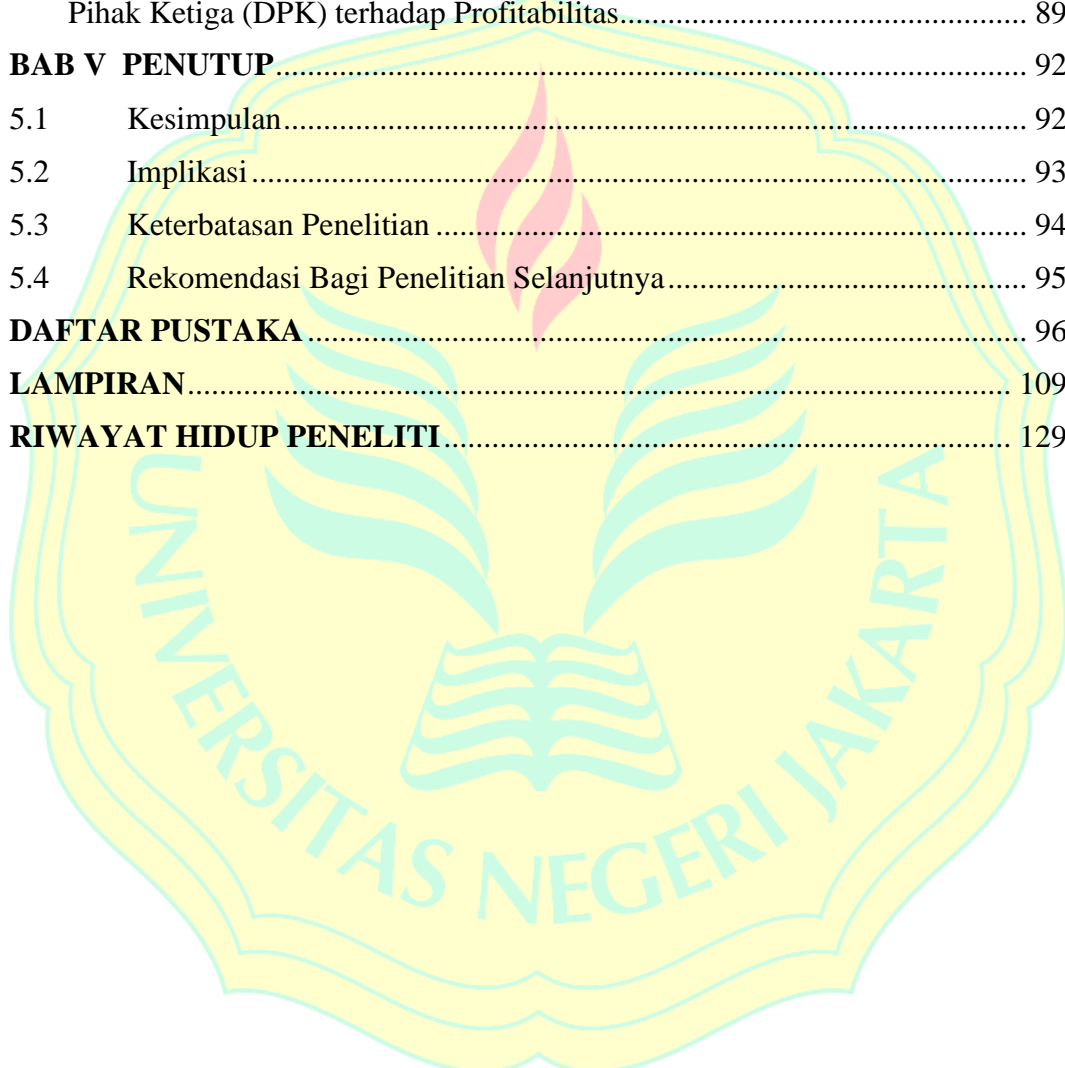 Pihak Ketiga (DPK) terhadap Profitabilitas.......................................................... 89
BAB V  PENUTUP.................................................................................................. 92
5.1 Kesimpulan.................................................................................................. 92
5.2 Implikasi...................................................................................................... 93
5.3 Keterbatasan Penelitian............................................................................... 94
5.4 Rekomendasi Bagi Penelitian Selanjutnya.................................................. 95
DAFTAR PUSTAKA.............................................................................................. 96
LAMPIRAN........................................................................................................... 109
RIWAYAT HIDUP PENELITI............................................................................. 129
UNIVERSITAS NEGERI JAKARTA